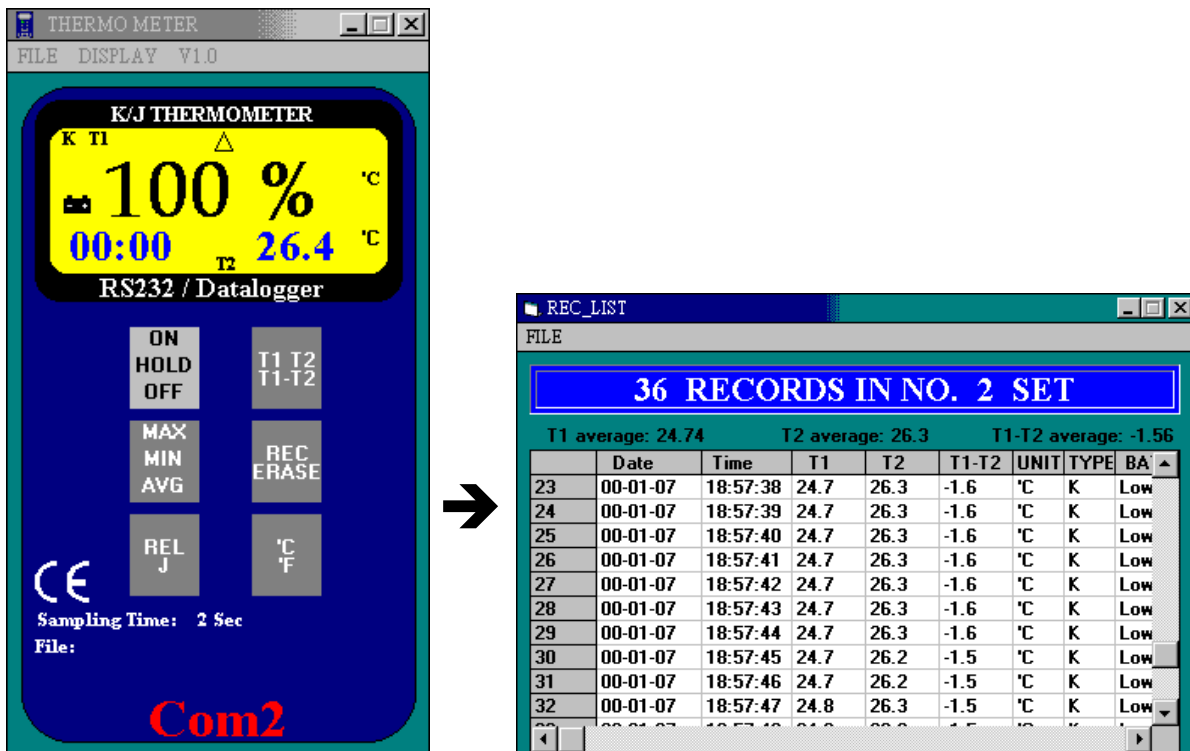 THERMO METER
FILE DISPLAY V1.0
K/J THERMOMETER
K T1
100 % 'C
00:00 T2 26.4 'C
RS232 / Datalogger
ON
HOLD
OFF
T1 T2
T1-T2
MAX
MIN
AVG
REC
ERASE
REL
J
'C
'F
CE
Sampling Time: 2 Sec
File:
Com2
REC_LIST
FILE
36 RECORDS IN NO. 2 SET
T1 average: 24.74 T2 average: 26.3 T1-T2 average: -1.56
Date Time T1 T2 T1-T2 UNIT TYPE BA
23 00-01-07 18:57:38 24.7 26.3 -1.6 'C K Low
24 00-01-07 18:57:39 24.7 26.3 -1.6 'C K Low
25 00-01-07 18:57:40 24.7 26.3 -1.6 'C K Low
26 00-01-07 18:57:41 24.7 26.3 -1.6 'C K Low
27 00-01-07 18:57:42 24.7 26.3 -1.6 'C K Low
28 00-01-07 18:57:43 24.7 26.3 -1.6 'C K Low
29 00-01-07 18:57:44 24.7 26.3 -1.6 'C K Low
30 00-01-07 18:57:45 24.7 26.2 -1.5 'C K Low
31 00-01-07 18:57:46 24.7 26.2 -1.5 'C K Low
32 00-01-07 18:57:47 24.8 26.3 -1.5 'C K Low